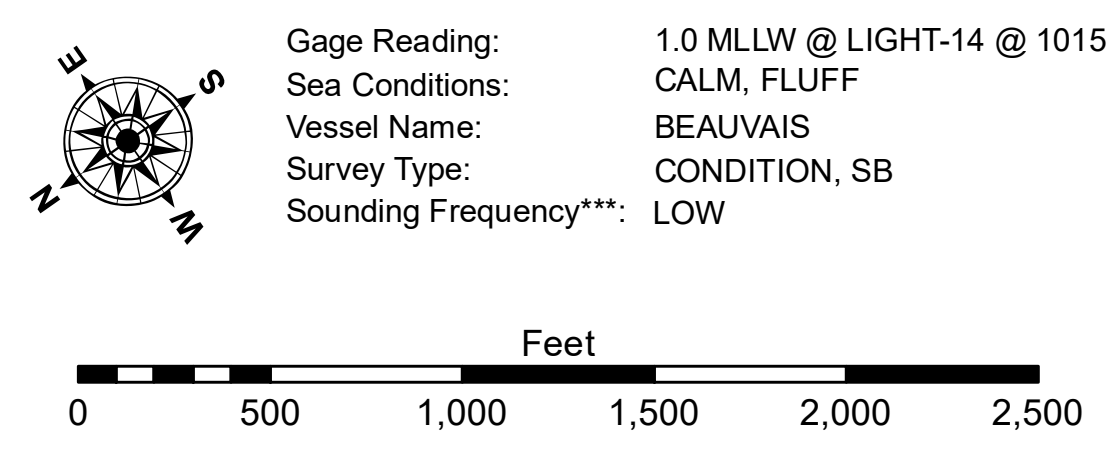 E
S
N
W
Gage Reading: 1.0 MLLW @ LIGHT-14 @ 1015
Sea Conditions: CALM, FLUFF
Vessel Name: BEAUVAIS
Survey Type: CONDITION, SB
Sounding Frequency***: LOW
Feet
0 500 1,000 1,500 2,000 2,500